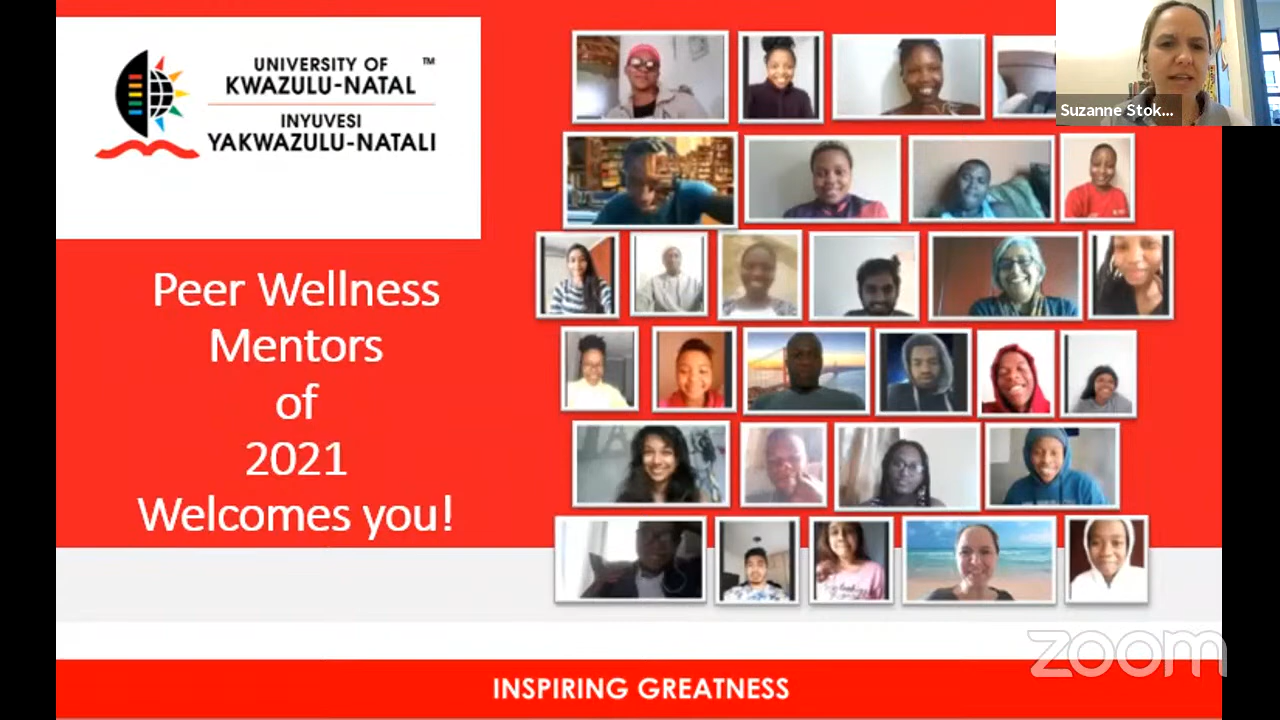 UNIVERSITY OF
KWAZULU-NATAL ™
INYUVESI
YAKWAZULU-NATALI
Suzanne Stok...
Peer Wellness
Mentors
of
2021
Welcomes you!
zoom
INSPIRING GREATNESS